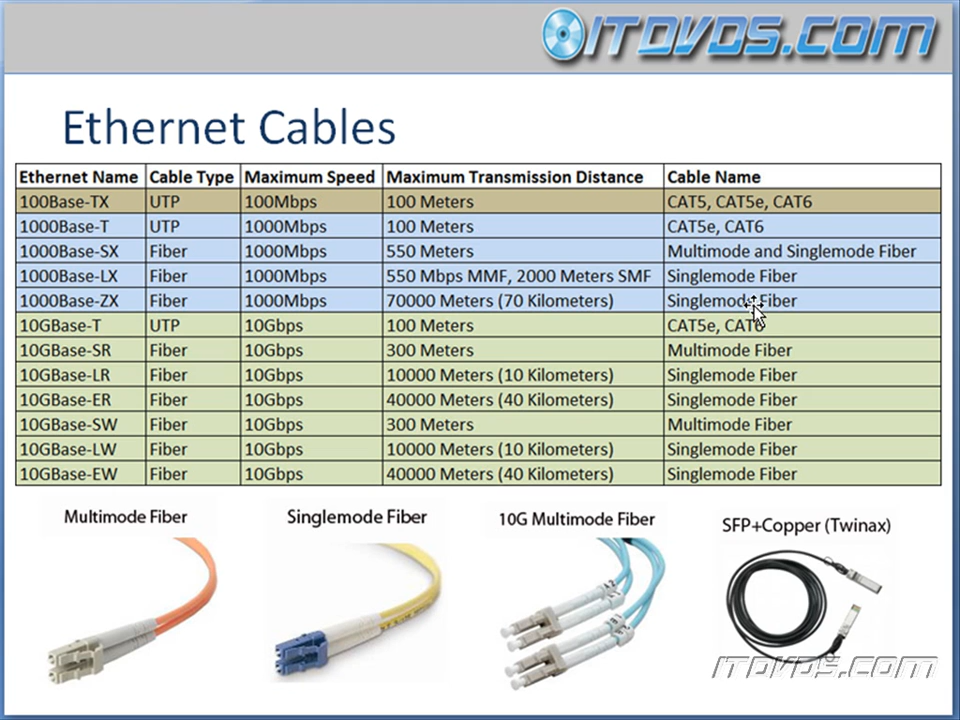 ITDVDS.COM
Ethernet Cables
Ethernet Name Cable Type Maximum Speed Maximum Transmission Distance Cable Name
100Base-TX UTP 100Mbps 100 Meters CAT5, CAT5e, CAT6
1000Base-T UTP 1000Mbps 100 Meters CAT5e, CAT6
1000Base-SX Fiber 1000Mbps 550 Meters Multimode and Singlemode Fiber
1000Base-LX Fiber 1000Mbps 550 Mbps MMF, 2000 Meters SMF Singlemode Fiber
1000Base-ZX Fiber 1000Mbps 70000 Meters (70 Kilometers) Singlemode Fiber
10GBase-T UTP 10Gbps 100 Meters CAT5e, CAT6
10GBase-SR Fiber 10Gbps 300 Meters Multimode Fiber
10GBase-LR Fiber 10Gbps 10000 Meters (10 Kilometers) Singlemode Fiber
10GBase-ER Fiber 10Gbps 40000 Meters (40 Kilometers) Singlemode Fiber
10GBase-SW Fiber 10Gbps 300 Meters Multimode Fiber
10GBase-LW Fiber 10Gbps 10000 Meters (10 Kilometers) Singlemode Fiber
10GBase-EW Fiber 10Gbps 40000 Meters (40 Kilometers) Singlemode Fiber
Multimode Fiber
Singlemode Fiber
10G Multimode Fiber
SFP+Copper (Twinax)
ITDVDS.COM